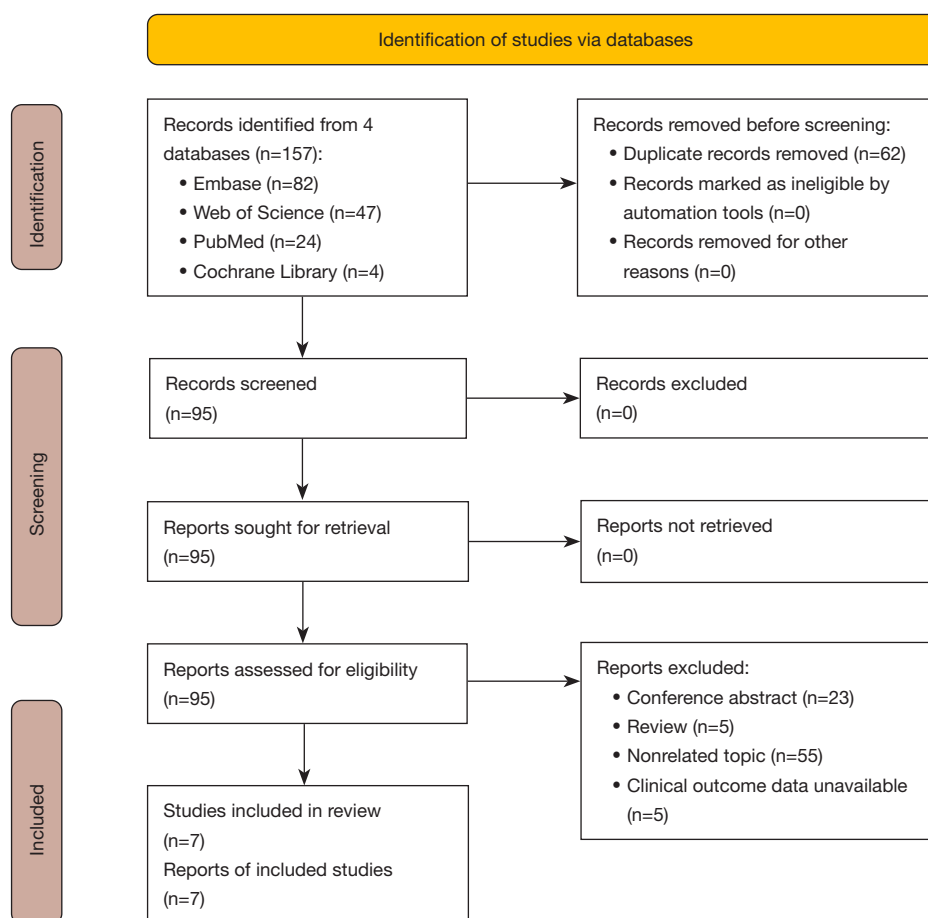 Identification of studies via databases
Identification
Records identified from 4
databases (n=157):
• Embase (n=82)
• Web of Science (n=47)
• PubMed (n=24)
• Cochrane Library (n=4)
Records removed before screening:
• Duplicate records removed (n=62)
• Records marked as ineligible by
automation tools (n=0)
• Records removed for other
reasons (n=0)
Screening
Records screened
(n=95)
Records excluded
(n=0)
Reports sought for retrieval
(n=95)
Reports not retrieved
(n=0)
Reports assessed for eligibility
(n=95)
Reports excluded:
• Conference abstract (n=23)
• Review (n=5)
• Nonrelated topic (n=55)
• Clinical outcome data unavailable
(n=5)
Included
Studies included in review
(n=7)
Reports of included studies
(n=7)